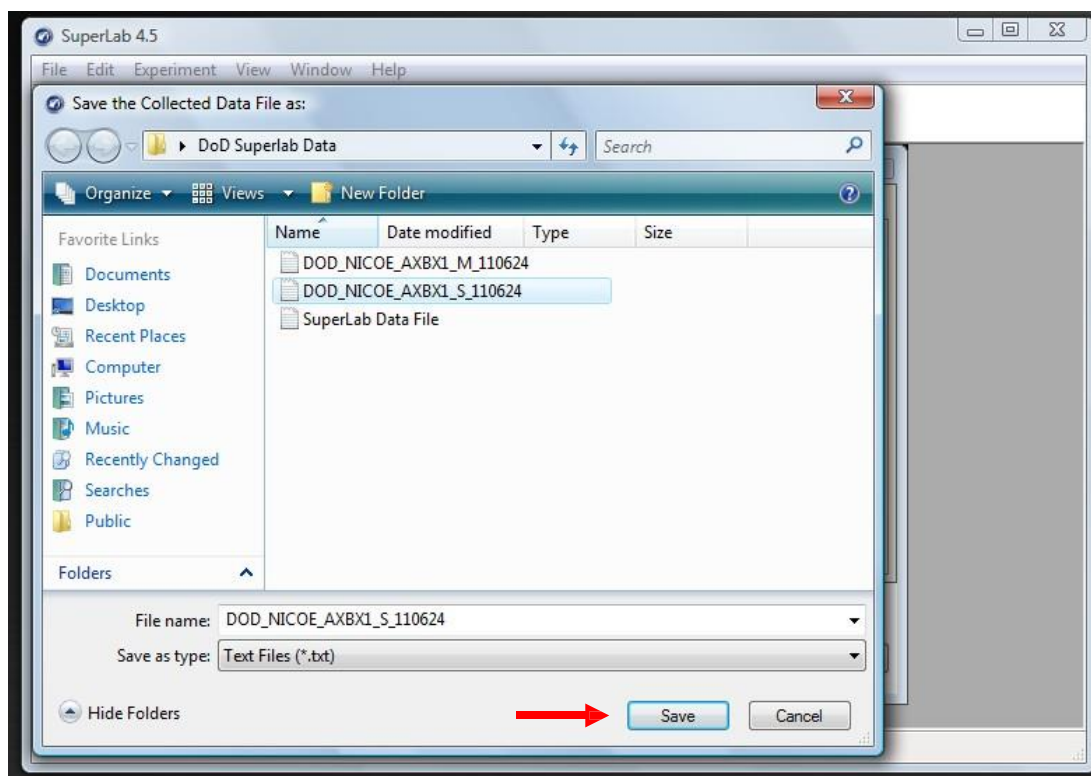 SuperLab 4.5
File Edit Experiment View Window Help
Save the Collected Data File as:
DoD Superlab Data
Search
Organize Views New Folder
Favorite Links
Documents
Desktop
Recent Places
Computer
Pictures
Music
Recently Changed
Searches
Public
Folders
Name Date modified Type Size
DOD_NICOE_AXBX1_M_110624
DOD_NICOE_AXBX1_S_110624
SuperLab Data File
File name: DOD_NICOE_AXBX1_S_110624
Save as type: Text Files (*.txt)
Hide Folders
Save Cancel